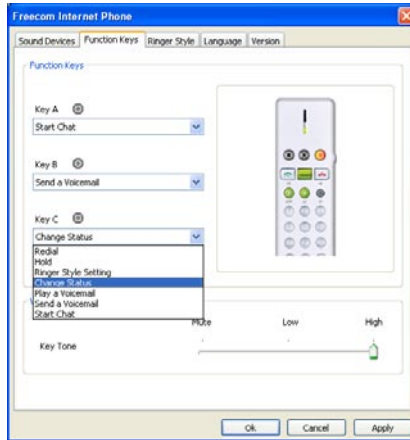 Freecom Internet Phone
Sound Devices Function Keys Ringer Style Language Version
Function Keys
Key A
Start Chat
Key B
Send a Voicemail
Key C
Change Status
Redial
Hold
Ringer Style Setting
Change Status
Play a Voicemail
Send a Voicemail
Start Chat
Mute Low High
Key Tone
Ok Cancel Apply